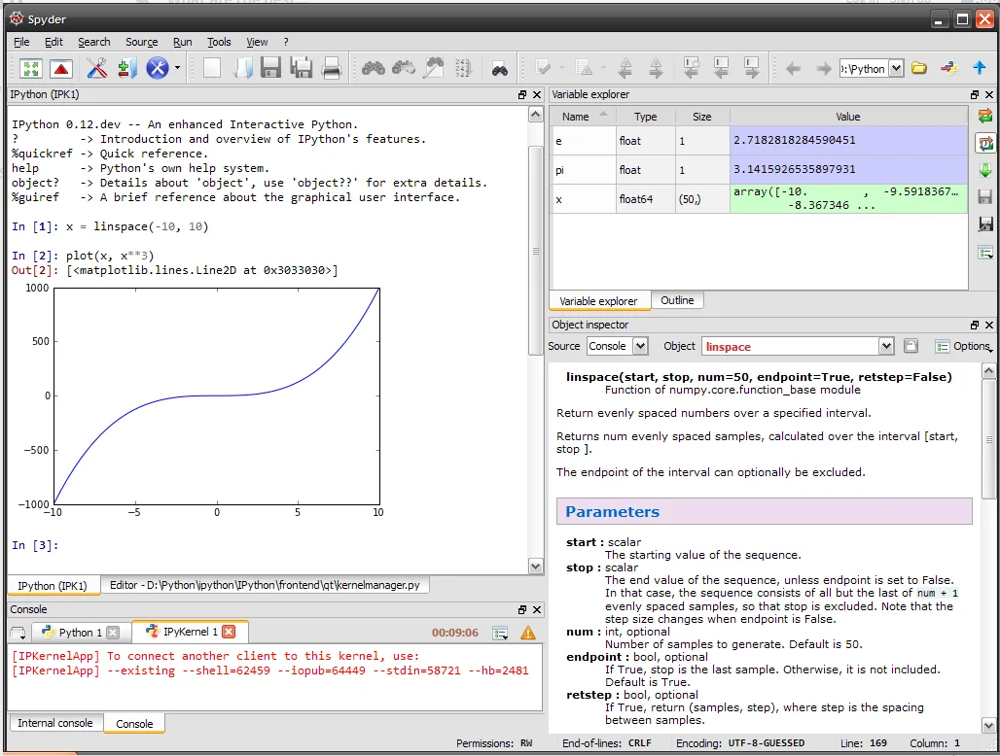 Spyder
File Edit Search Source Run Tools View ?
:\Python
IPython (IPK1)
IPython 0.12.dev -- An enhanced Interactive Python.
? -> Introduction and overview of IPython's features.
%quickref -> Quick reference.
help -> Python's own help system.
object? -> Details about 'object', use 'object??' for extra details.
%guiref -> A brief reference about the graphical user interface.
In [1]: x = linspace(-10, 10)
In [2]: plot(x, x**3)
Out[2]: [<matplotlib.lines.Line2D at 0x3033030>]
1000
500
0
−500
−1000
−10 −5 0 5 10
In [3]:
IPython (IPK1) Editor - D:\Python\ipython\IPython\frontend\qt\kernelmanager.py
Console
Python 1 IPyKernel 1 00:09:06
[IPKernelApp] To connect another client to this kernel, use:
[IPKernelApp] --existing --shell=62459 --iopub=64449 --stdin=58721 --hb=2481
Internal console Console
Variable explorer
Name Type Size Value
e float 1 2.7182818284590451
pi float 1 3.1415926535897931
x float64 (50,) array([-10. , -9.5918367...
-8.367346 ...
Variable explorer Outline
Object inspector
Source Console Object linspace Options
linspace(start, stop, num=50, endpoint=True, retstep=False)
Function of numpy.core.function_base module
Return evenly spaced numbers over a specified interval.
Returns num evenly spaced samples, calculated over the interval [start,
stop ].
The endpoint of the interval can optionally be excluded.
Parameters
start : scalar
The starting value of the sequence.
stop : scalar
The end value of the sequence, unless endpoint is set to False.
In that case, the sequence consists of all but the last of num + 1
evenly spaced samples, so that stop is excluded. Note that the
step size changes when endpoint is False.
num : int, optional
Number of samples to generate. Default is 50.
endpoint : bool, optional
If True, stop is the last sample. Otherwise, it is not included.
Default is True.
retstep : bool, optional
If True, return (samples, step), where step is the spacing
between samples.
Permissions: RW End-of-lines: CRLF Encoding: UTF-8-GUESSED Line: 169 Column: 1